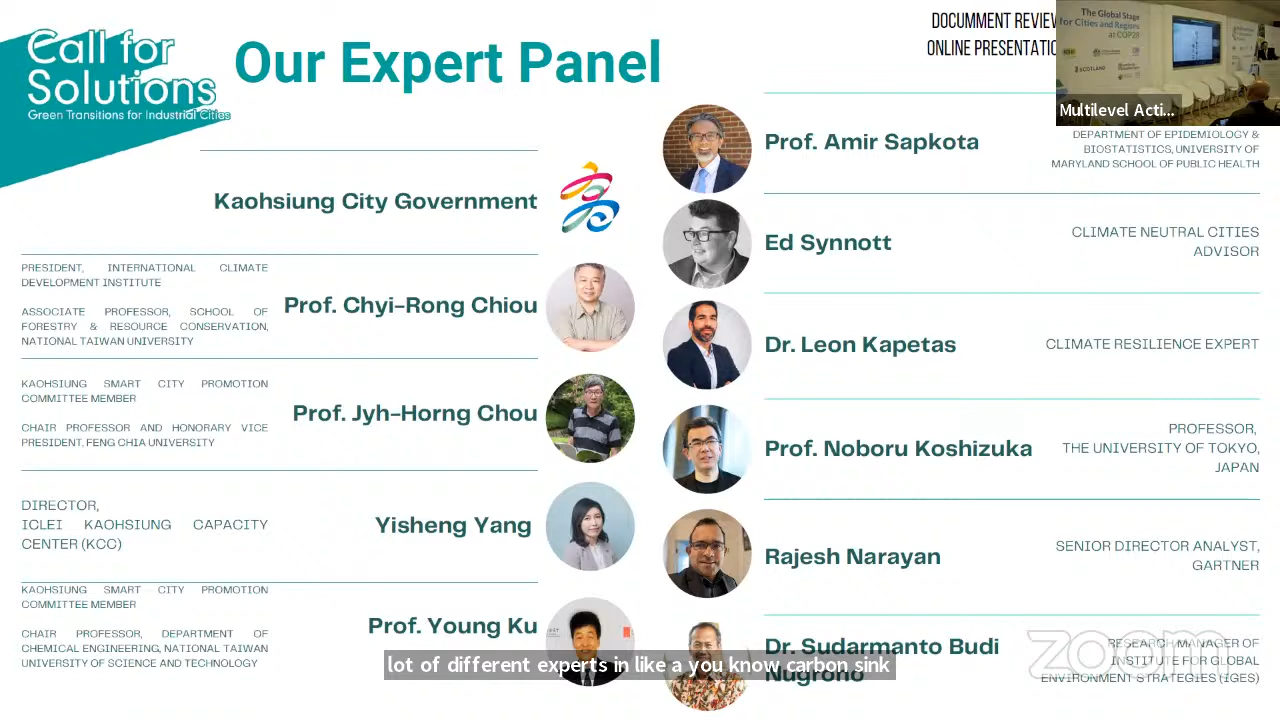 Call for
Solutions
Green Transitions for Industrial Cities
Our Expert Panel
DOCUMMENT REVIEW
ONLINE PRESENTATIO
The Global Stage
for Cities and Regions
at COP29
SCOTLAND
Multilevel Acti...
Kaohsiung City Government
PRESIDENT, INTERNATIONAL CLIMATE
DEVELOPMENT INSTITUTE
ASSOCIATE PROFESSOR, SCHOOL OF
FORESTRY & RESOURCE CONSERVATION,
NATIONAL TAIWAN UNIVERSITY
Prof. Chyi-Rong Chiou
KAOHSIUNG SMART CITY PROMOTION
COMMITTEE MEMBER
CHAIR PROFESSOR AND HONORARY VICE
PRESIDENT, FENG CHIA UNIVERSITY
Prof. Jyh-Horng Chou
DIRECTOR,
ICLEI KAOHSIUNG CAPACITY
CENTER (KCC)
Yisheng Yang
KAOHSIUNG SMART CITY PROMOTION
COMMITTEE MEMBER
CHAIR PROFESSOR, DEPARTMENT OF
CHEMICAL ENGINEERING, NATIONAL TAIWAN
UNIVERSITY OF SCIENCE AND TECHNOLOGY
Prof. Young Ku
Prof. Amir Sapkota
DEPARTMENT OF EPIDEMIOLOGY &
BIOSTATISTICS, UNIVERSITY OF
MARYLAND SCHOOL OF PUBLIC HEALTH
Ed Synnott
CLIMATE NEUTRAL CITIES
ADVISOR
Dr. Leon Kapetas
CLIMATE RESILIENCE EXPERT
Prof. Noboru Koshizuka
PROFESSOR,
THE UNIVERSITY OF TOKYO,
JAPAN
Rajesh Narayan
SENIOR DIRECTOR ANALYST,
GARTNER
Dr. Sudarmanto Budi
Nugroho
RESEARCH MANAGER OF
INSTITUTE FOR GLOBAL
ENVIRONMENT STRATEGIES (IGES)
zoom
lot of different experts in like a you know carbon sink